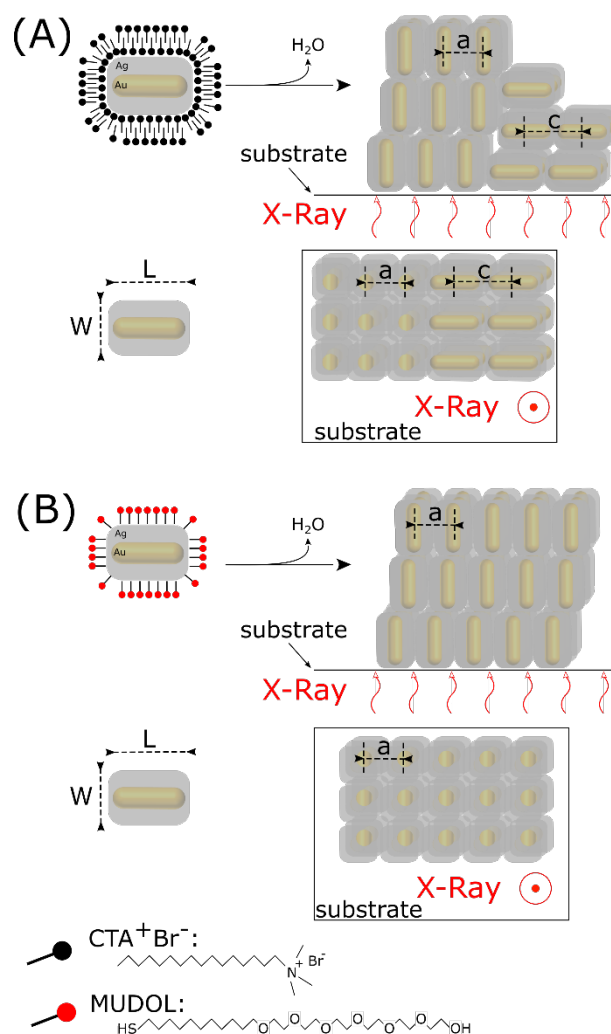 (A)
Ag
Au
H₂O
a
c
substrate
X-Ray
L
W
a
c
X-Ray
substrate
(B)
Ag
Au
H₂O
a
substrate
X-Ray
L
W
a
X-Ray
substrate
CTA⁺Br⁻:
N⁺ Br⁻
MUDOL:
HS O O O O O O OH